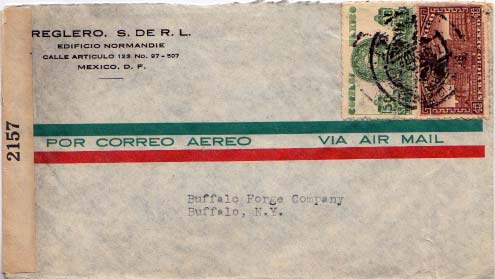 REGLERO, S. DE R. L.
EDIFICIO NORMANDIE
CALLE ARTICULO 123 No. 97-507
MEXICO, D. F.
2157
POR CORREO AEREO VIA AIR MAIL
Buffalo Forge Company
Buffalo, N.Y.